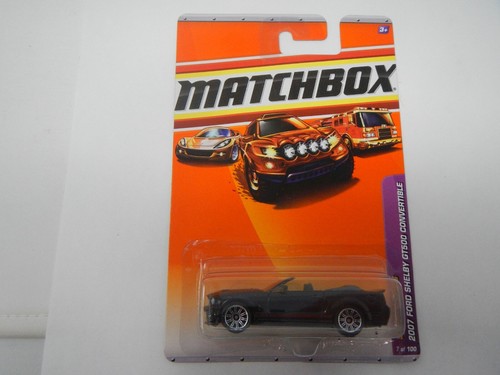 3+
MATCHBOX
2007 FORD SHELBY GT500 CONVERTIBLE
7 of 100